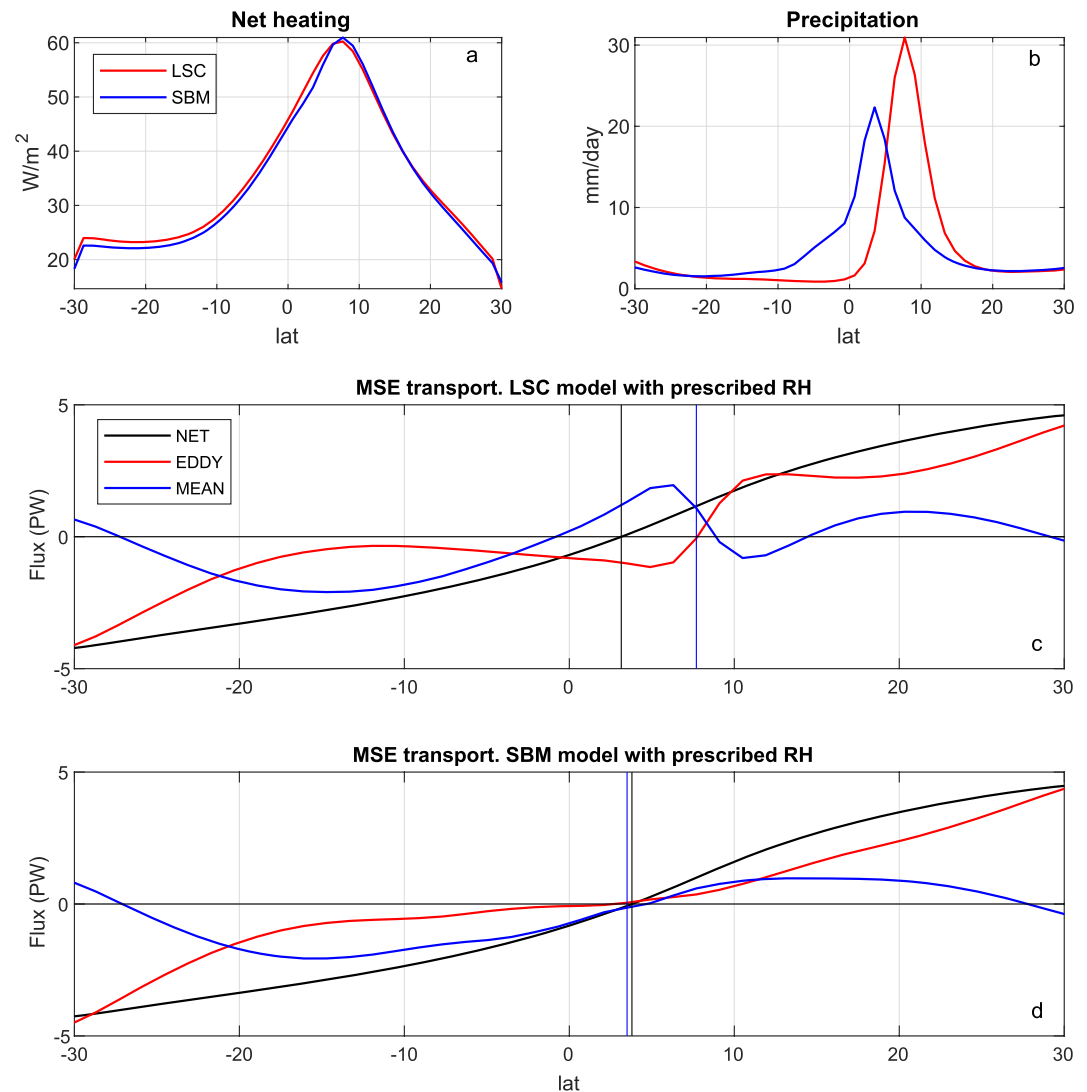 Net heating
a
LSC
SBM
W/m²
60
50
40
30
20
-30 -20 -10 0 10 20 30
lat
Precipitation
b
mm/day
30
20
10
0
-30 -20 -10 0 10 20 30
lat
MSE transport. LSC model with prescribed RH
NET
EDDY
MEAN
Flux (PW)
5
0
-5
c
-30 -20 -10 0 10 20 30
MSE transport. SBM model with prescribed RH
Flux (PW)
5
0
-5
d
-30 -20 -10 0 10 20 30
lat